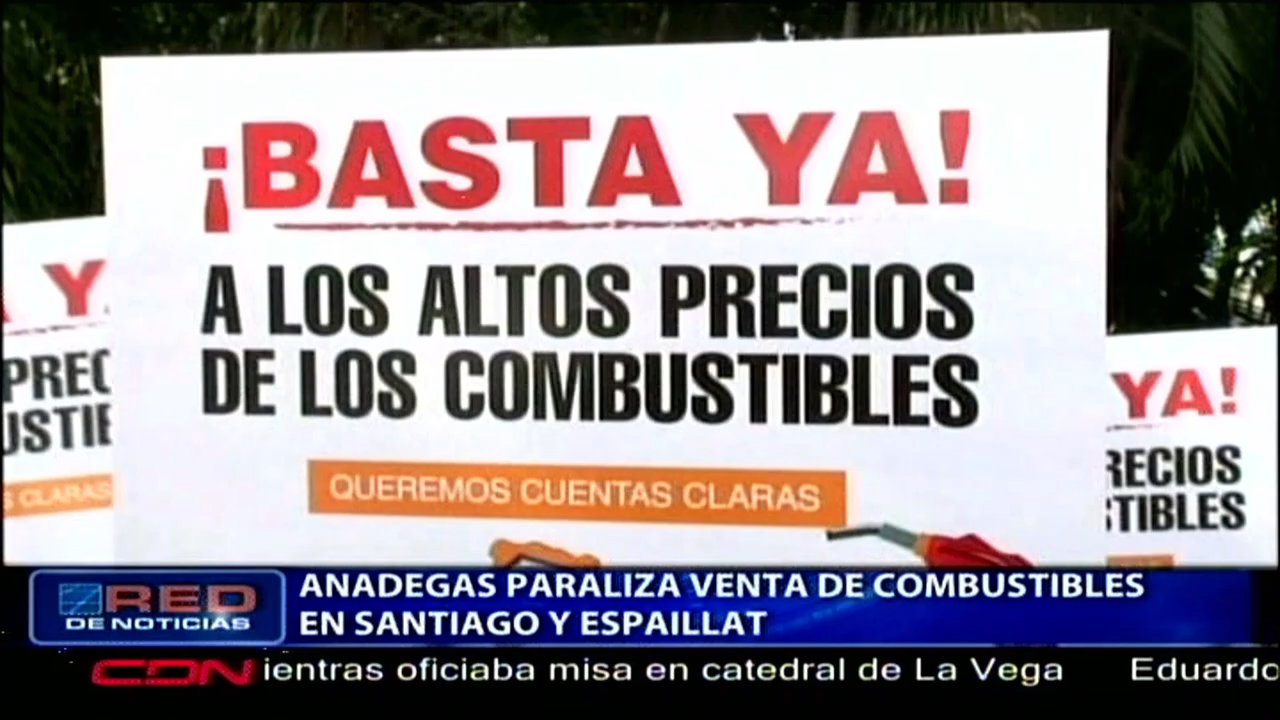 ¡BASTA YA!
A LOS ALTOS PRECIOS
DE LOS COMBUSTIBLES
QUEREMOS CUENTAS CLARAS
YA!
RED
DE NOTICIAS
ANADEGAS PARALIZA VENTA DE COMBUSTIBLES
EN SANTIAGO Y ESPAILLAT
CDN
ientras oficiaba misa en catedral de La Vega Eduardo